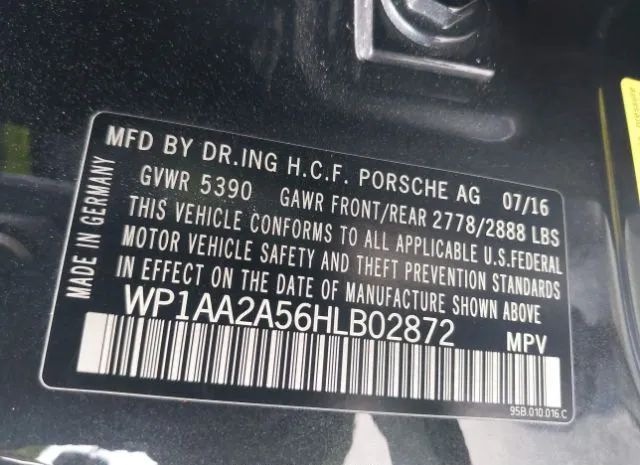 MFD BY DR.ING H.C.F. PORSCHE AG 07/16
GVWR 5390 GAWR FRONT/REAR 2778/2888 LBS
THIS VEHICLE CONFORMS TO ALL APPLICABLE U.S.FEDERAL
MOTOR VEHICLE SAFETY AND THEFT PREVENTION STANDARDS
IN EFFECT ON THE DATE OF MANUFACTURE SHOWN ABOVE
WP1AA2A56HLB02872 MPV
MADE IN GERMANY
95B.010.016.C